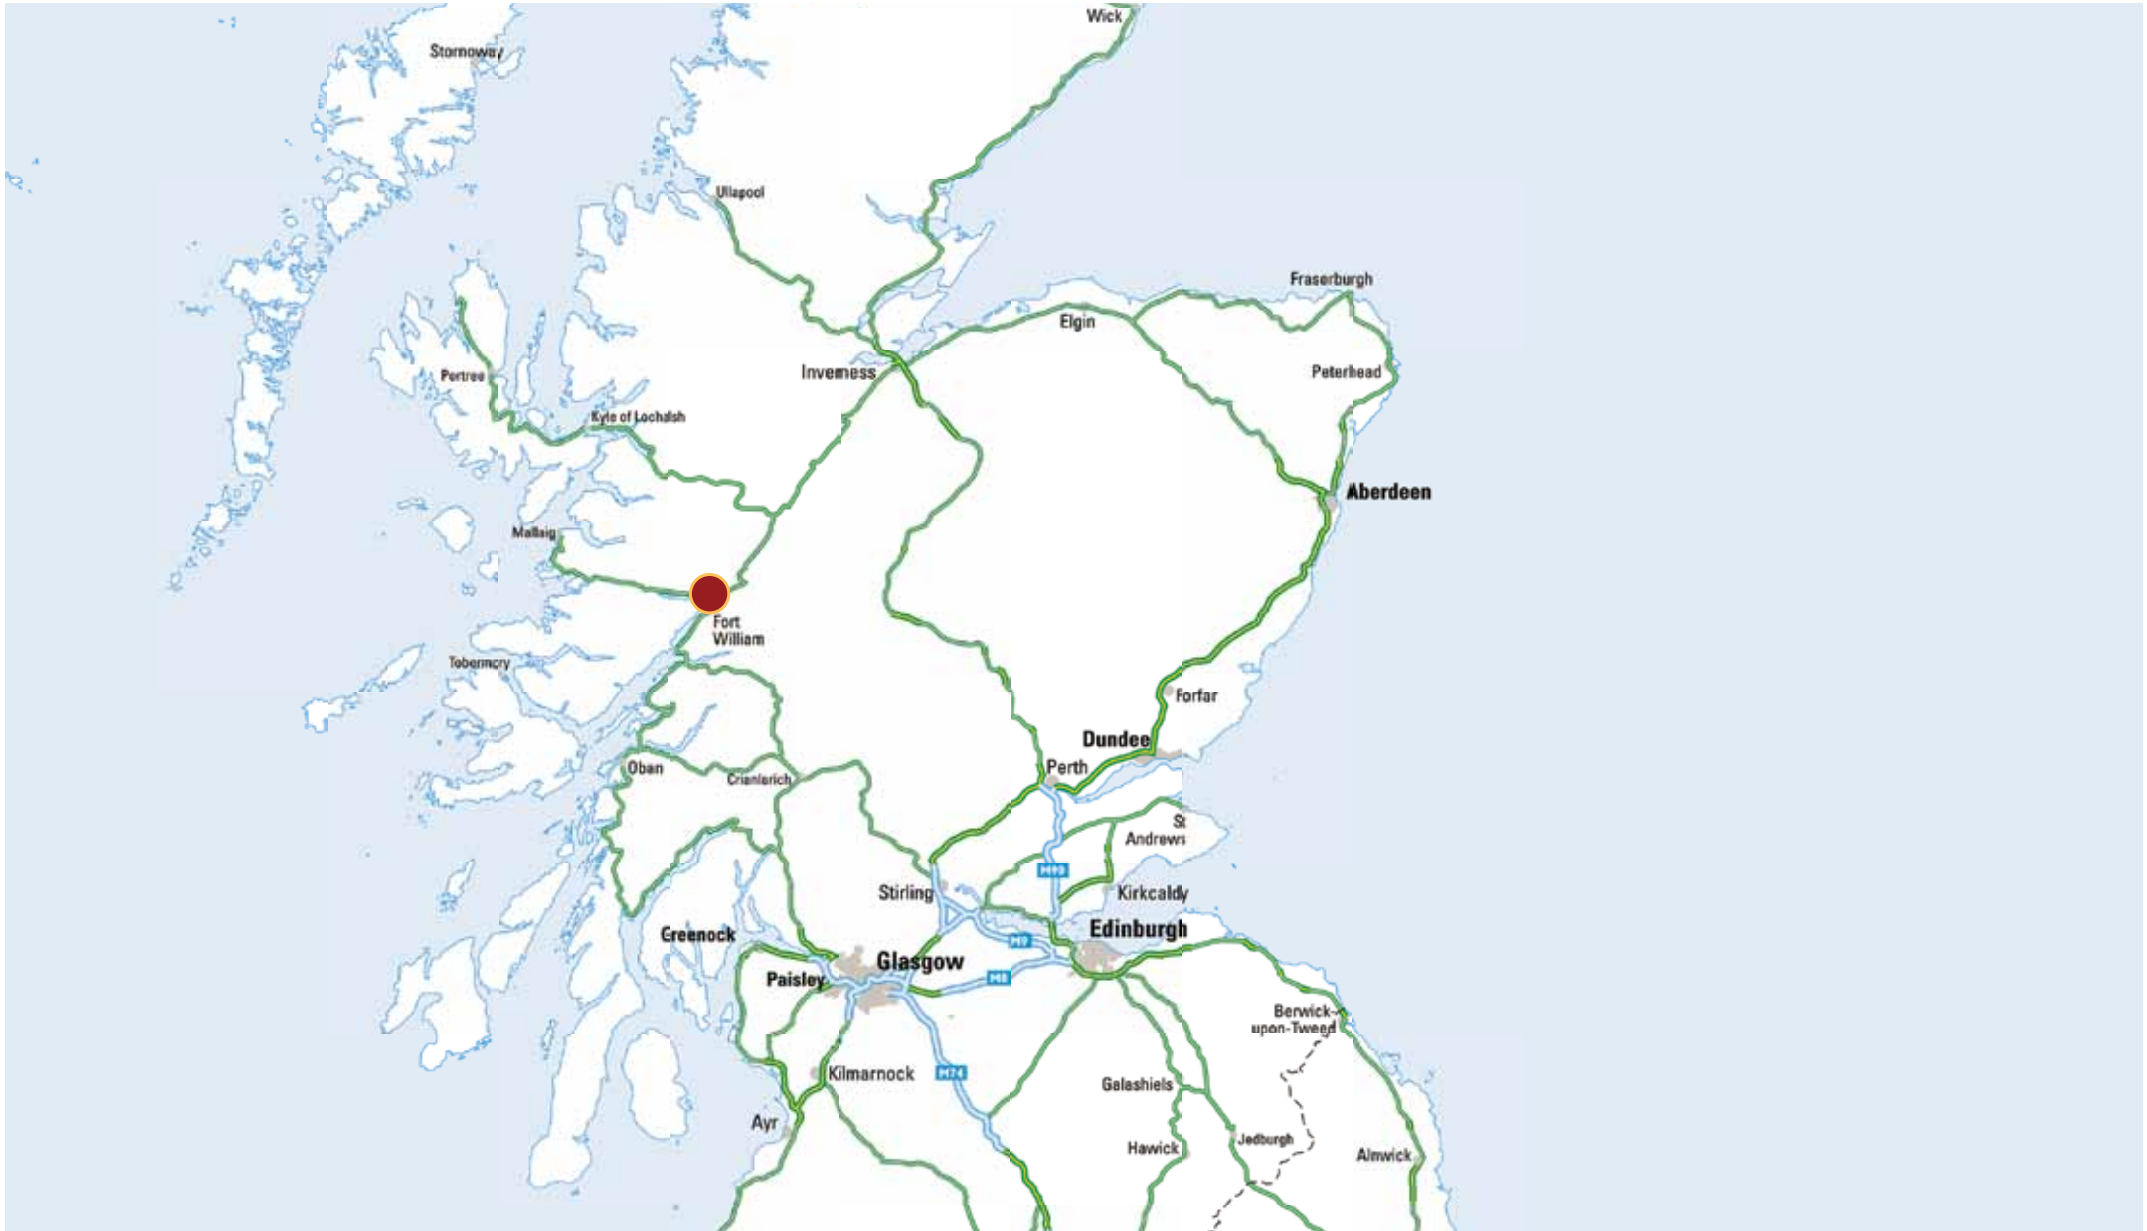 Wick
Stornoway
Ullapool
Fraserburgh
Elgin
Inverness
Peterhead
Portree
Kyle of Lochalsh
Aberdeen
Mallaig
Fort
William
Tobermory
Forfar
Dundee
Perth
Oban
Crianlarich
St
Andrews
M90
Stirling
Kirkcaldy
Edinburgh
Greenock
M9
Glasgow
Paisley
M8
Berwick-
upon-Tweed
Kilmarnock
M74
Galashiels
Ayr
Jedburgh
Hawick
Alnwick